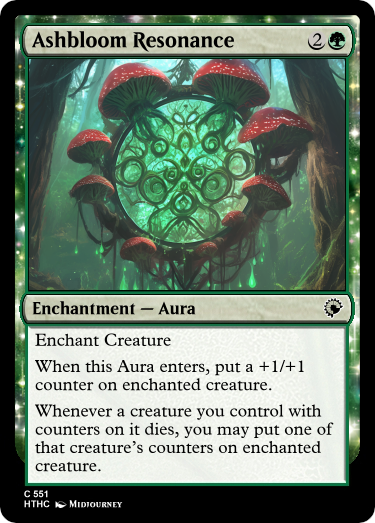 Ashbloom Resonance 2
Enchantment — Aura
Enchant Creature
When this Aura enters, put a +1/+1
counter on enchanted creature.
Whenever a creature you control with
counters on it dies, you may put one of
that creature's counters on enchanted
creature.
C 551
HTHC Midjourney